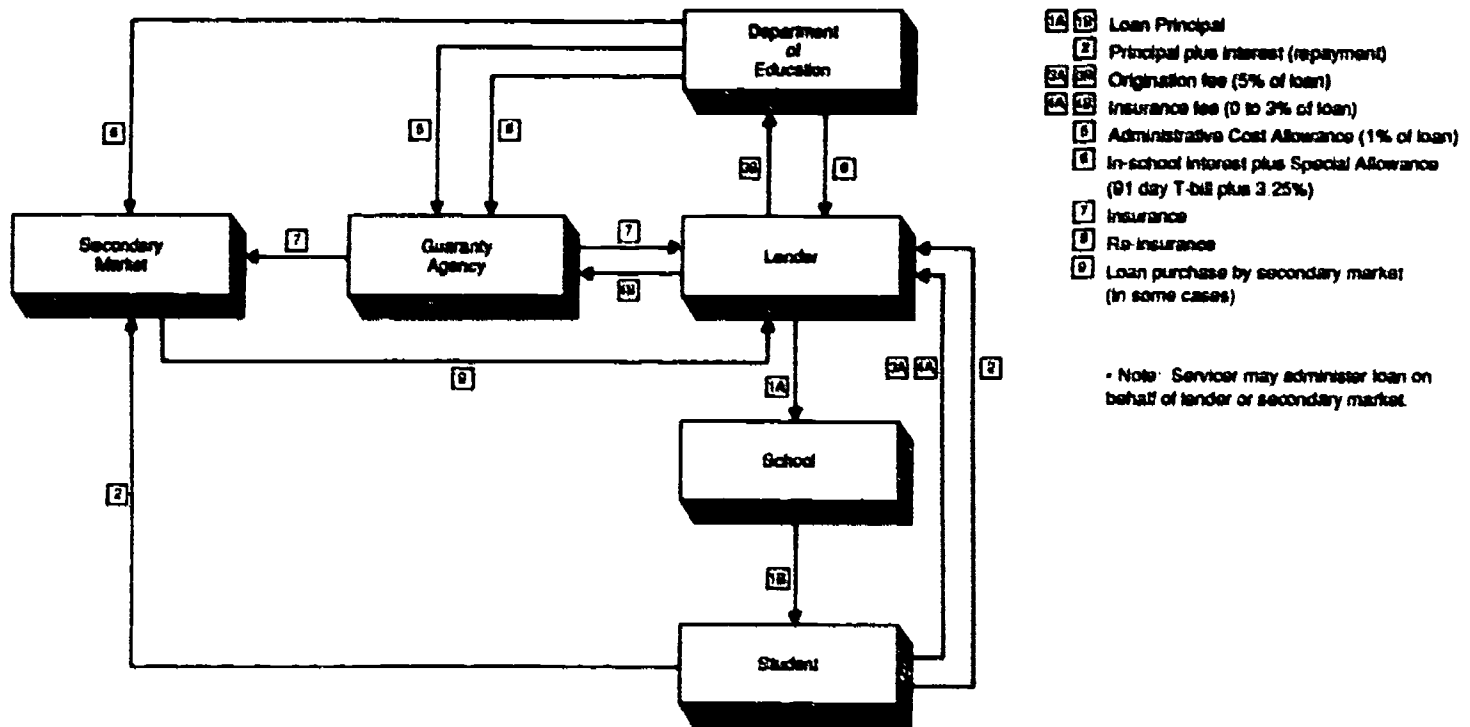 Department
of
Education
5
3B
Secondary
Market
7
Guaranty
Agency
7
Lender
9
1A
3A 4A
2
School
2
1B
Student
1A 1B Loan Principal
2 Principal plus interest (repayment)
3A 3B Origination fee (5% of loan)
4A 4B Insurance fee (0 to 3% of loan)
5 Administrative Cost Allowance (1% of loan)
6 In-school interest plus Special Allowance
(91 day T-bill plus 3.25%)
7 Insurance
8 Re-insurance
9 Loan purchase by secondary market
(in some cases)
• Note: Servicer may administer loan on
behalf of lender or secondary market.